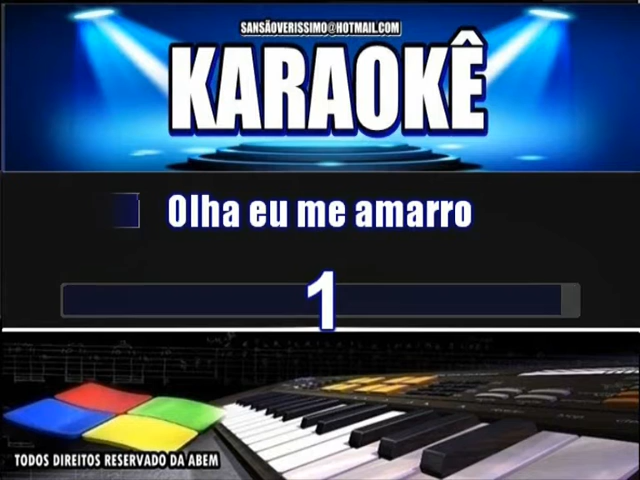 SANSÃOVERISSIMO@HOTMAIL.COM
KARAOKÊ
Olha eu me amarro
1
TODOS DIREITOS RESERVADO DA ABEM